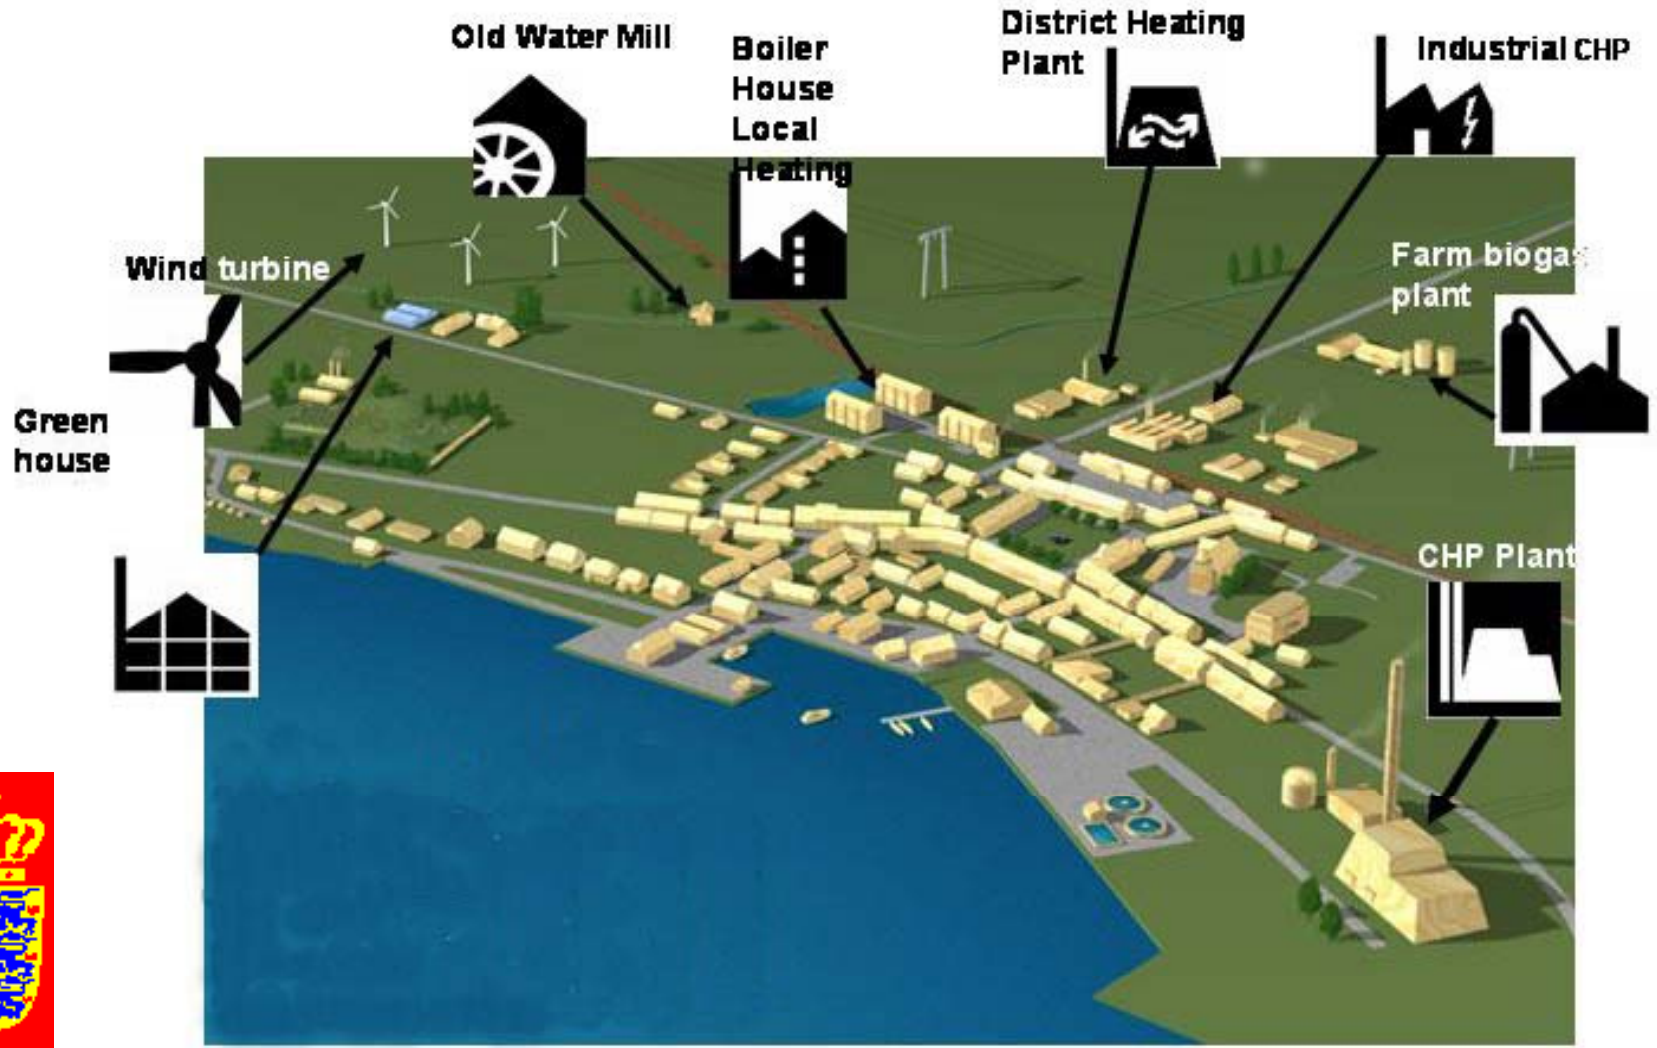 Old Water Mill
Boiler
House
Local
Heating
District Heating
Plant
Industrial CHP
Wind turbine
Farm biogas
plant
Green
house
CHP Plant